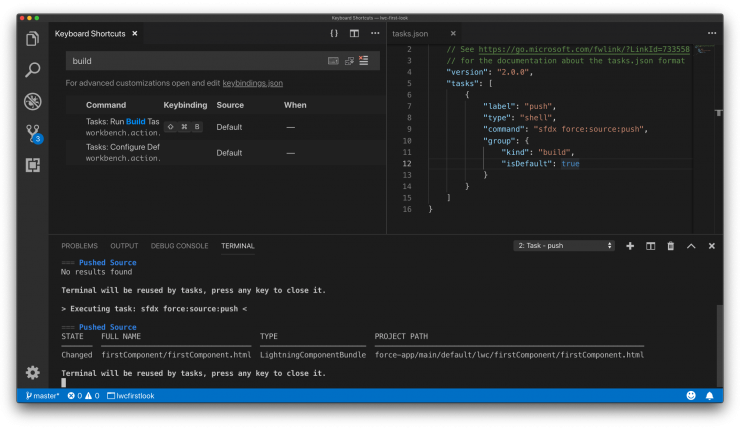 Keyboard Shortcuts — lwc-first-look
Keyboard Shortcuts ×
{ } ···
build
For advanced customizations open and edit keybindings.json
Command Keybinding Source When
Tasks: Run Build Tas
workbench.action.
⇧ ⌘ B Default —
Tasks: Configure Def
workbench.action.
Default —
tasks.json × ···
2 // See https://go.microsoft.com/fwlink/?LinkId=733558
3 // for the documentation about the tasks.json format
4 "version": "2.0.0",
5 "tasks": [
6 {
7 "label": "push",
8 "type": "shell",
9 "command": "sfdx force:source:push",
10 "group": {
11 "kind": "build",
12 "isDefault": true
13 }
14 }
15 ]
16 }
PROBLEMS OUTPUT DEBUG CONSOLE TERMINAL 2: Task - push
=== Pushed Source
No results found
Terminal will be reused by tasks, press any key to close it.
> Executing task: sfdx force:source:push <
=== Pushed Source
STATE FULL NAME TYPE PROJECT PATH
Changed firstComponent/firstComponent.html LightningComponentBundle force-app/main/default/lwc/firstComponent/firstComponent.html
Terminal will be reused by tasks, press any key to close it.
3
master* 0 0 lwcfirstlook